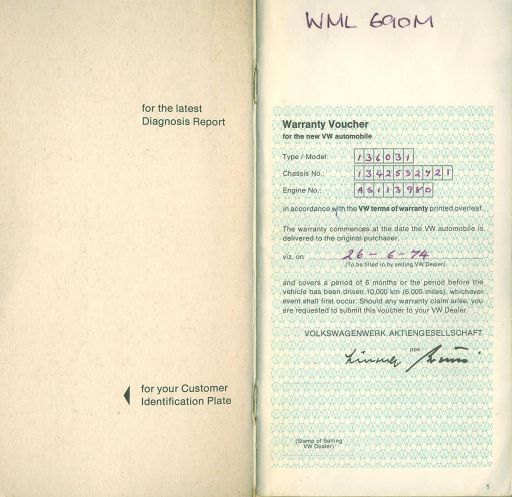 for the latest
Diagnosis Report
for your Customer
Identification Plate
WML 690M
Warranty Voucher
for the new VW automobile
Type / Model: 136031
Chassis No.: 1342532721
Engine No.: AS113980
in accordance with the VW terms of warranty printed overleaf.
The warranty commences at the date the VW automobile is
delivered to the original purchaser,
viz. on 26-6-74
(To be filled in by selling VW Dealer)
and covers a period of 6 months or the period before the
vehicle has been driven 10,000 km (6,000 miles), whichever
event shall first occur. Should any warranty claim arise, you
are requested to submit this voucher to your VW Dealer.
VOLKSWAGENWERK AKTIENGESELLSCHAFT
ppa.
(Stamp of Selling
VW Dealer)
1